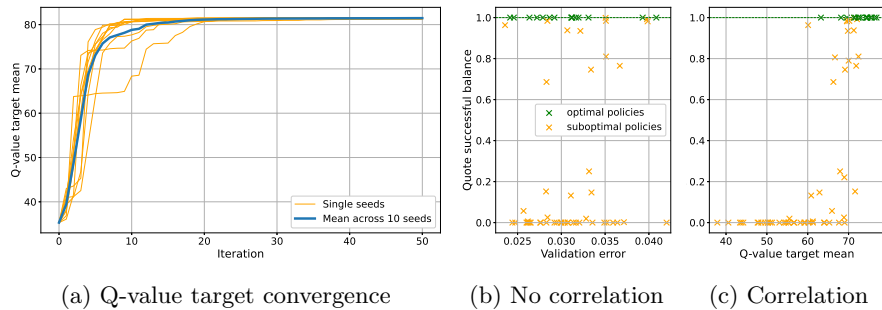 Q-value target mean
80
70
60
50
40
0
10
20
30
40
50
Iteration
Single seeds
Mean across 10 seeds
(a) Q-value target convergence
Quote successful balance
1.0
0.8
0.6
0.4
0.2
0.0
0.025
0.030
0.035
0.040
Validation error
optimal policies
suboptimal policies
(b) No correlation
1.0
0.8
0.6
0.4
0.2
0.0
40
50
60
70
Q-value target mean
(c) Correlation